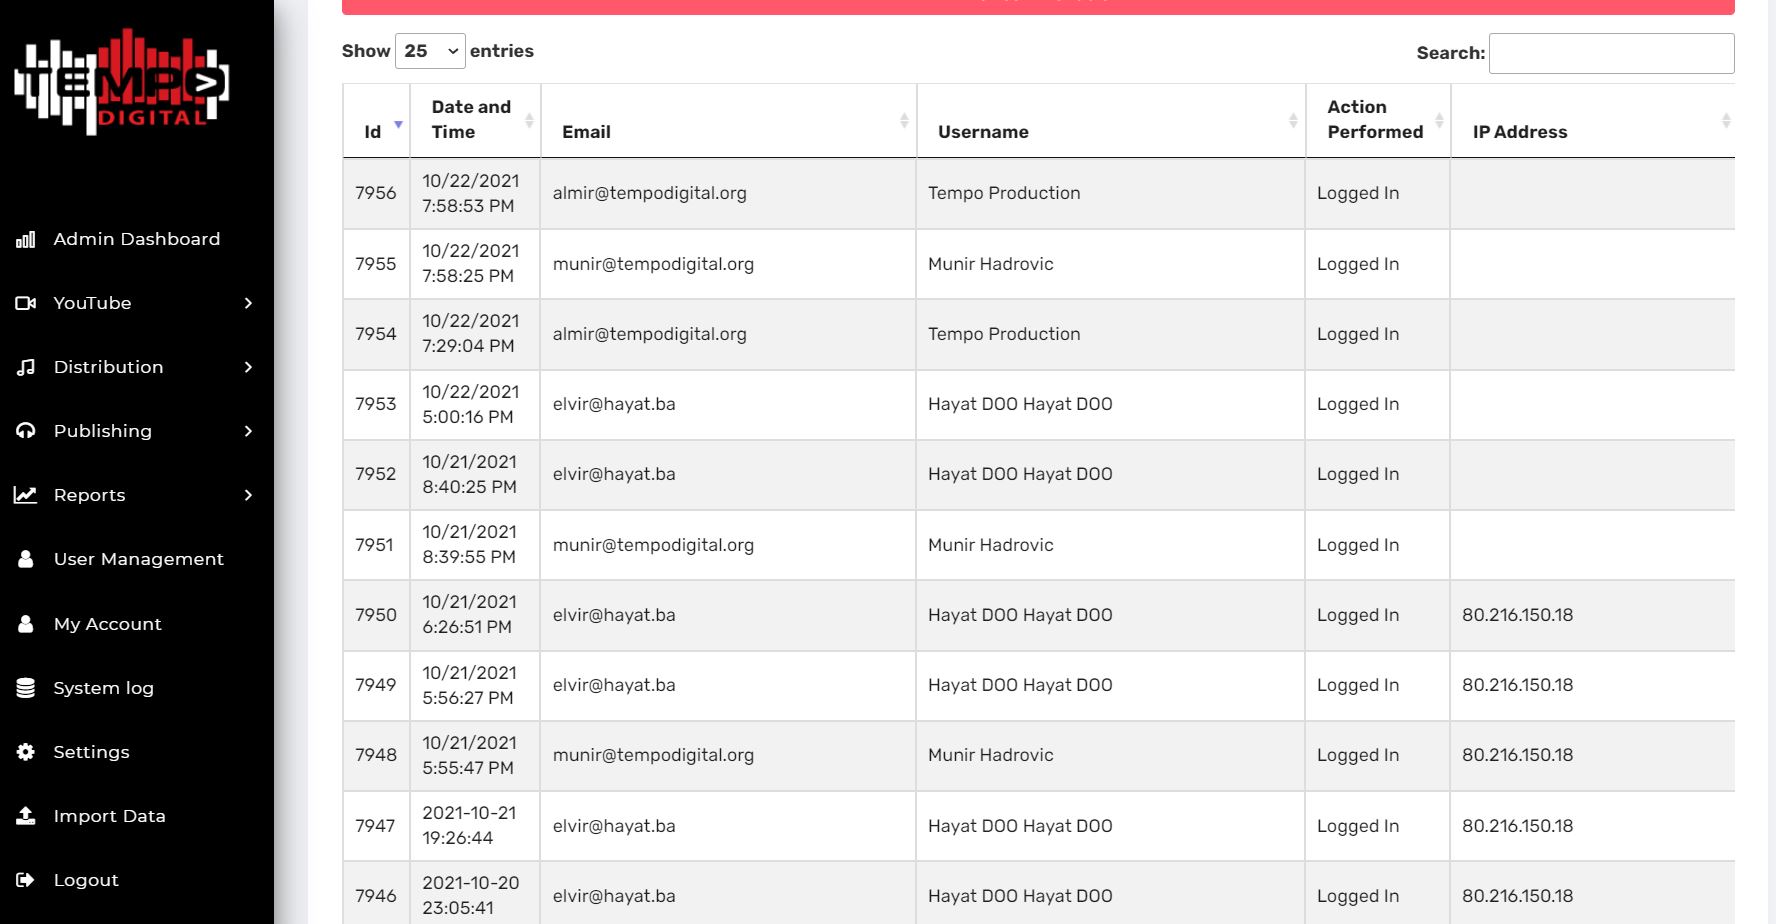 TEMPO
DIGITAL
Admin Dashboard
YouTube
Distribution
Publishing
Reports
User Management
My Account
System log
Settings
Import Data
Logout
Show 25 entries
Search:
Id Date and Time Email Username Action Performed IP Address
7956 10/22/2021 7:58:53 PM almir@tempodigital.org Tempo Production Logged In
7955 10/22/2021 7:58:25 PM munir@tempodigital.org Munir Hadrovic Logged In
7954 10/22/2021 7:29:04 PM almir@tempodigital.org Tempo Production Logged In
7953 10/22/2021 5:00:16 PM elvir@hayat.ba Hayat DOO Hayat DOO Logged In
7952 10/21/2021 8:40:25 PM elvir@hayat.ba Hayat DOO Hayat DOO Logged In
7951 10/21/2021 8:39:55 PM munir@tempodigital.org Munir Hadrovic Logged In
7950 10/21/2021 6:26:51 PM elvir@hayat.ba Hayat DOO Hayat DOO Logged In 80.216.150.18
7949 10/21/2021 5:56:27 PM elvir@hayat.ba Hayat DOO Hayat DOO Logged In 80.216.150.18
7948 10/21/2021 5:55:47 PM munir@tempodigital.org Munir Hadrovic Logged In 80.216.150.18
7947 2021-10-21 19:26:44 elvir@hayat.ba Hayat DOO Hayat DOO Logged In 80.216.150.18
7946 2021-10-20 23:05:41 elvir@hayat.ba Hayat DOO Hayat DOO Logged In 80.216.150.18